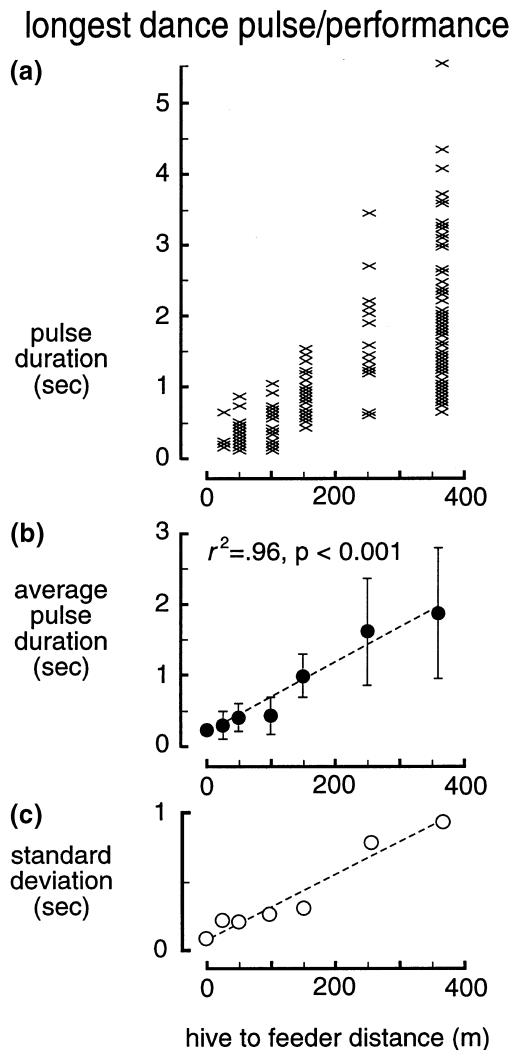 longest dance pulse/performance
(a)
5
4
3
2
1
0
pulse
duration
(sec)
0 200 400
(b)
3
2
1
0
r²=.96, p < 0.001
average
pulse
duration
(sec)
0 200 400
(c)
1
0
standard
deviation
(sec)
0 200 400
hive to feeder distance (m)